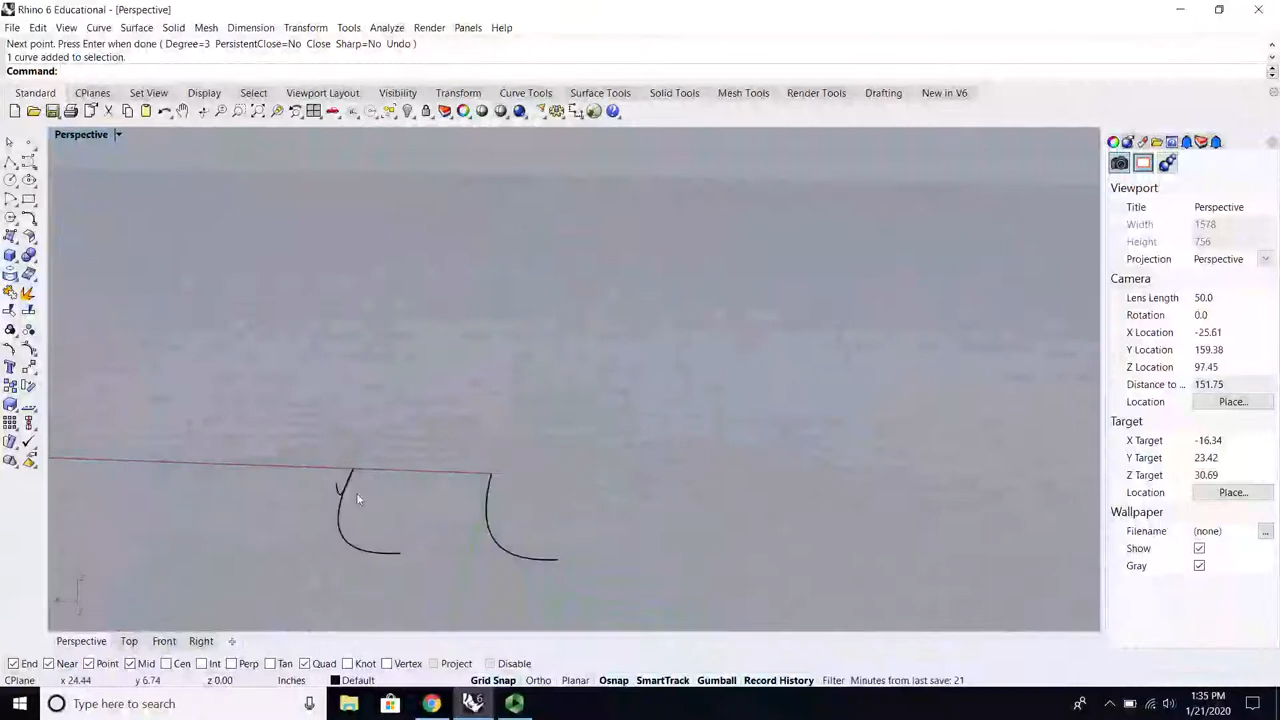 Rhino 6 Educational - [Perspective]
File Edit View Curve Surface Solid Mesh Dimension Transform Tools Analyze Render Panels Help
Next point. Press Enter when done ( Degree=3 PersistentClose=No Close Sharp=No Undo )
1 curve added to selection.
Command:
Standard CPlanes Set View Display Select Viewport Layout Visibility Transform Curve Tools Surface Tools Solid Tools Mesh Tools Render Tools Drafting New in V6
Perspective
Viewport
Title Perspective
Width 1578
Height 756
Projection Perspective
Camera
Lens Length 50.0
Rotation 0.0
X Location -25.61
Y Location 159.38
Z Location 97.45
Distance to ... 151.75
Location Place...
Target
X Target -16.34
Y Target 23.42
Z Target 30.69
Location Place...
Wallpaper
Filename (none) ...
Show
Gray
Perspective Top Front Right
End Near Point Mid Cen Int Perp Tan Quad Knot Vertex Project Disable
CPlane x 24.44 y 6.74 z 0.00 Inches Default Grid Snap Ortho Planar Osnap SmartTrack Gumball Record History Filter Minutes from last save: 21
Type here to search
1:35 PM
1/21/2020